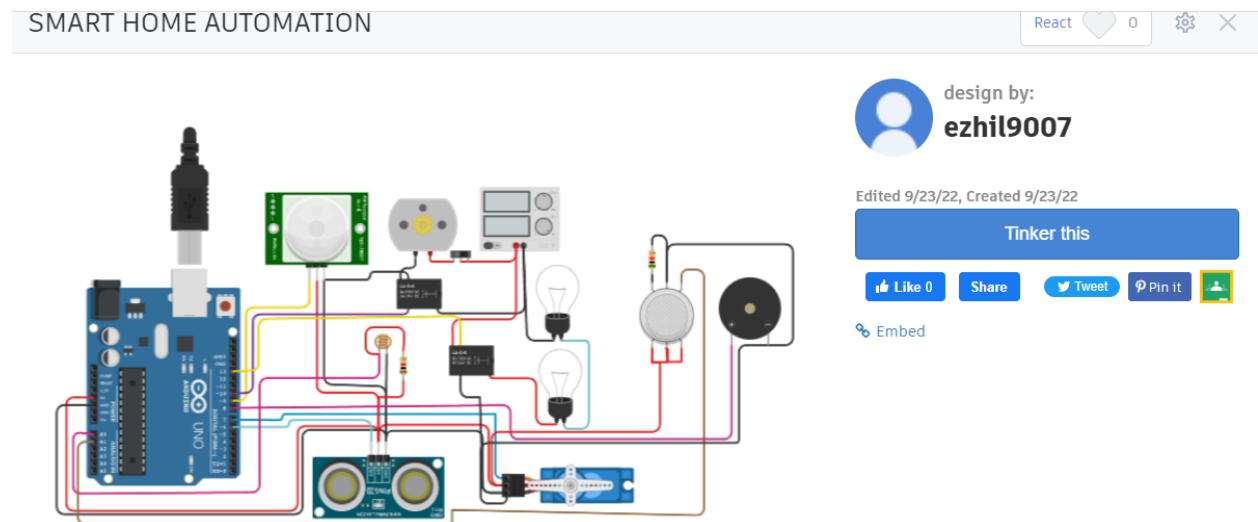 SMART HOME AUTOMATION
React 0
design by:
ezhil9007
Edited 9/23/22, Created 9/23/22
Tinker this
Like 0
Share
Tweet
Pin it
Embed
ARDUINO
UNO